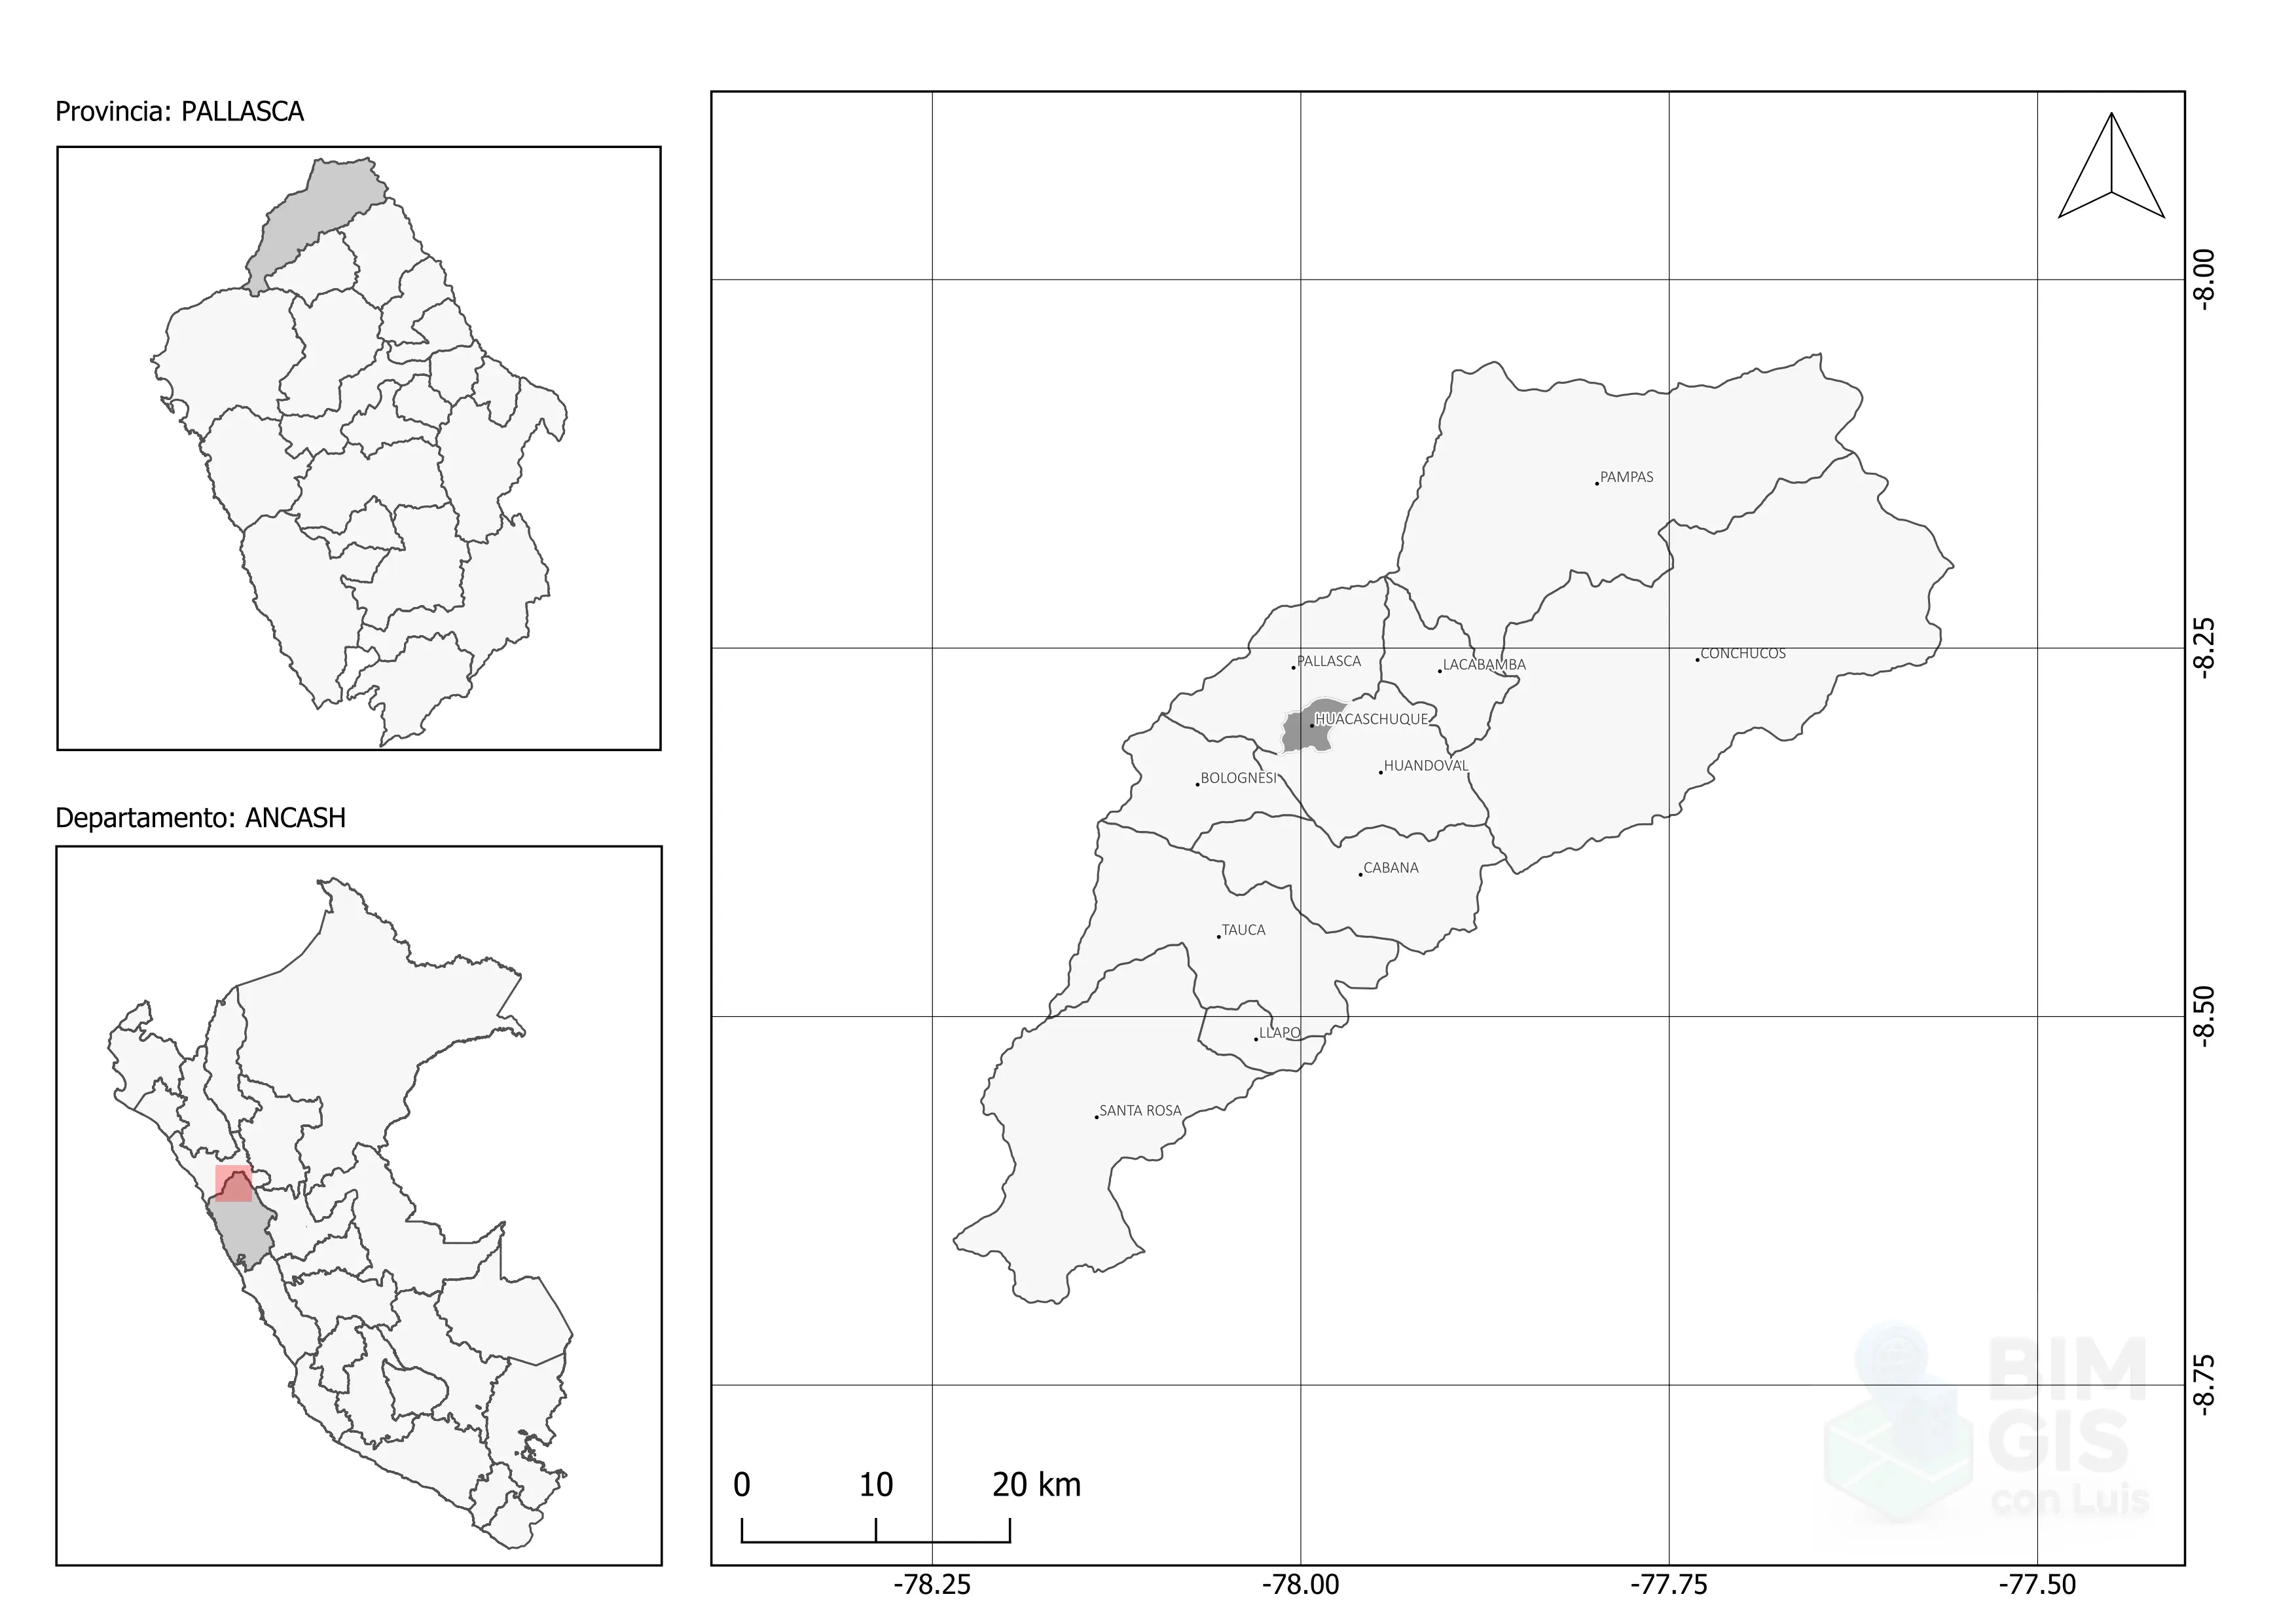 Provincia: PALLASCA
Departamento: ANCASH
-8.00
-8.25
-8.50
-8.75
PAMPAS
CONCHUCOS
PALLASCA
LACABAMBA
HUACASCHUQUE
HUANDOVAL
BOLOGNESI
CABANA
TAUCA
LLAPO
SANTA ROSA
BIM
GIS
con Luis
0 10 20 km
-78.25 -78.00 -77.75 -77.50